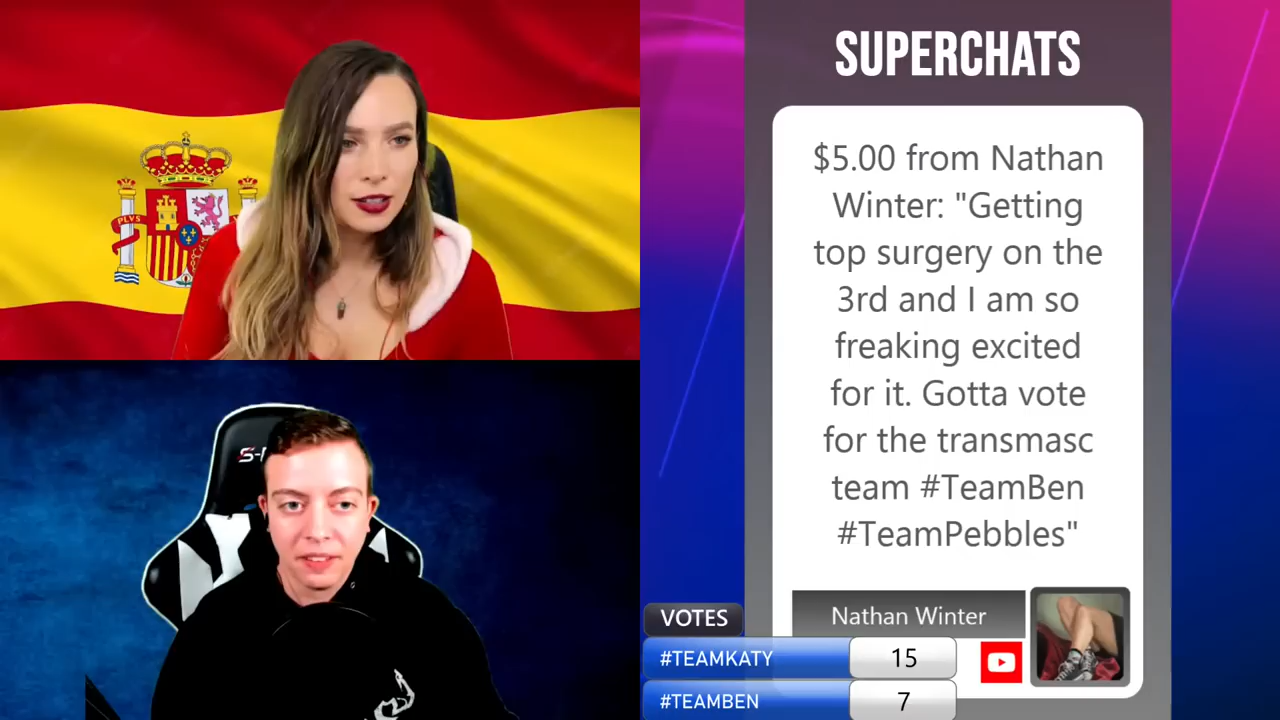 PLVS
S-
SUPERCHATS
$5.00 from Nathan
Winter: "Getting
top surgery on the
3rd and I am so
freaking excited
for it. Gotta vote
for the transmasc
team #TeamBen
#TeamPebbles"
Nathan Winter
VOTES
#TEAMKATY 15
#TEAMBEN 7